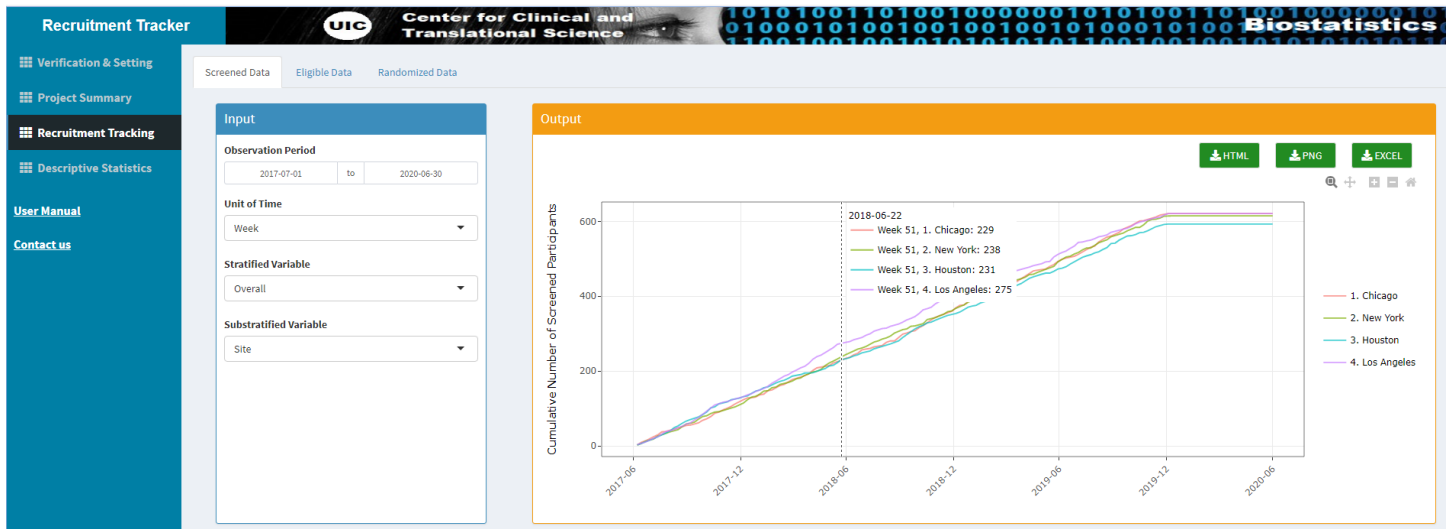 Recruitment Tracker
UIC
Center for Clinical and
Translational Science
Biostatistics
Verification & Setting
Project Summary
Recruitment Tracking
Descriptive Statistics
User Manual
Contact us
Screened Data
Eligible Data
Randomized Data
Input
Observation Period
2017-07-01
to
2020-06-30
Unit of Time
Week
Stratified Variable
Overall
Substratified Variable
Site
Output
HTML
PNG
EXCEL
Cumulative Number of Screened Participants
600
400
200
0
2018-06-22
Week 51, 1. Chicago: 229
Week 51, 2. New York: 238
Week 51, 3. Houston: 231
Week 51, 4. Los Angeles: 275
1. Chicago
2. New York
3. Houston
4. Los Angeles
2017-06
2017-12
2018-06
2018-12
2019-06
2019-12
2020-06